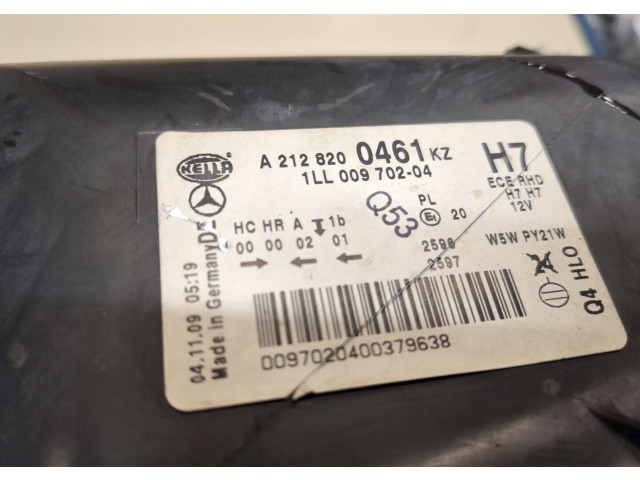 HELLA
A 212 820 0461 KZ
1LL 009 702-04
H7
ECE RHD
H7 H7
12V
PL
E1 20
Q53
HC HR A 1b
00 00 02 01
2598
2597
W5W PY21W
Q4 HLO
04.11.09 05:19
Made in Germany
0097020400379638